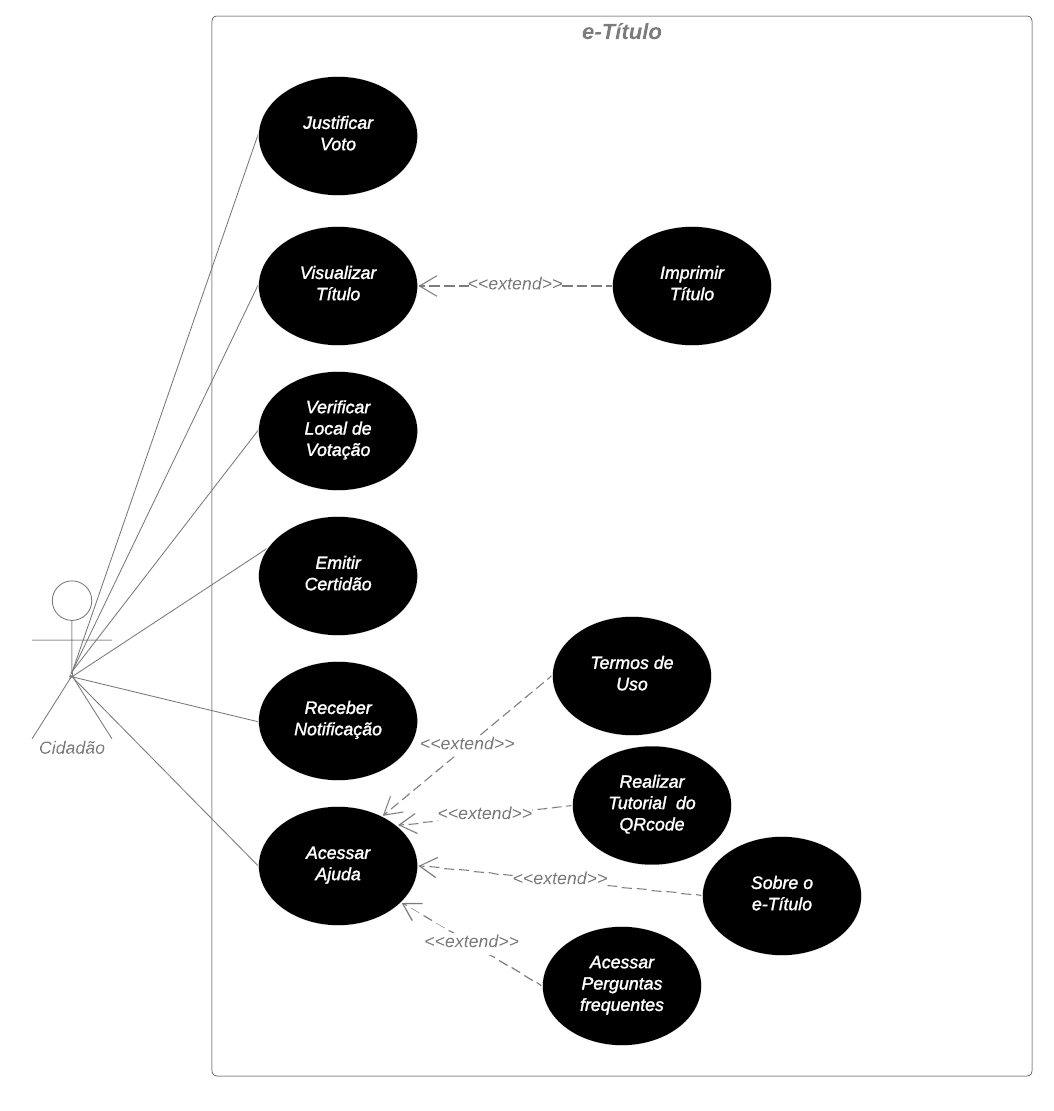 e-Título
Justificar
Voto
Visualizar
Título
<<extend>>
Imprimir
Título
Verificar
Local de
Votação
Emitir
Certidão
Cidadão
Receber
Notificação
Termos de
Uso
<<extend>>
Realizar
Tutorial do
QRcode
<<extend>>
Acessar
Ajuda
<<extend>>
Sobre o
e-Título
<<extend>>
Acessar
Perguntas
frequentes